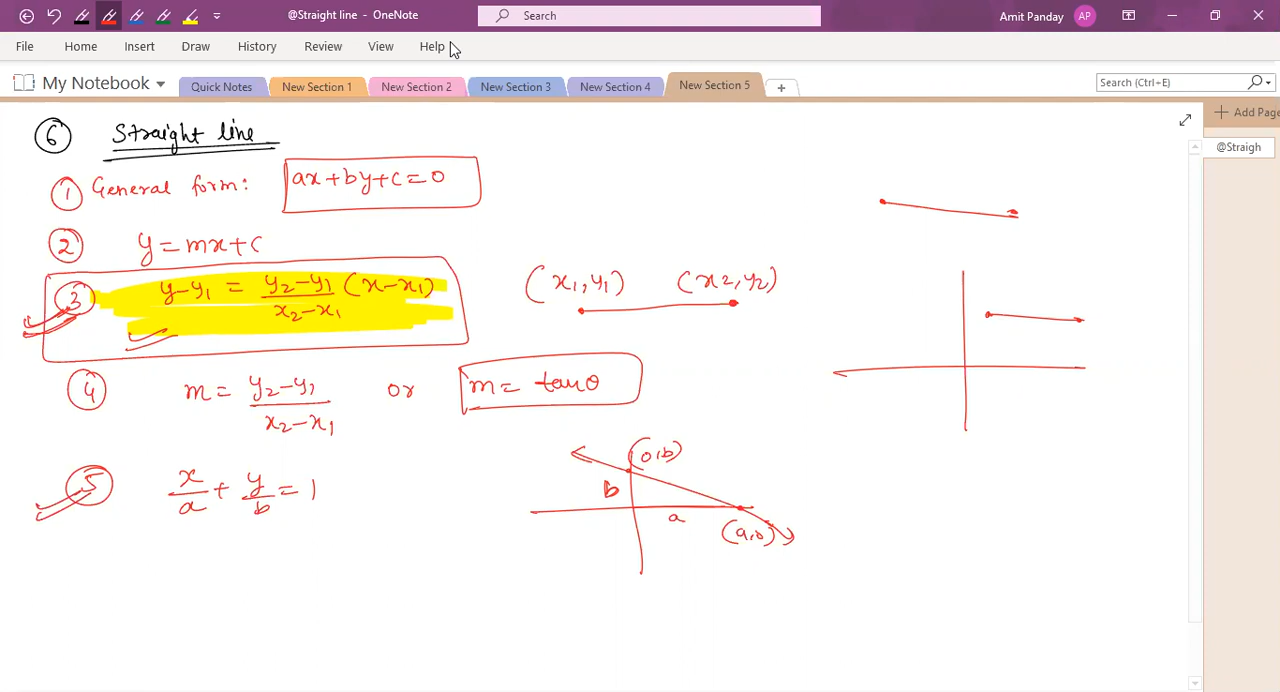 @Straight line - OneNote
Search
Amit Panday AP
File Home Insert Draw History Review View Help
My Notebook Quick Notes New Section 1 New Section 2 New Section 3 New Section 4 New Section 5 + Search (Ctrl+E)
+ Add Page
@Straigh
6 Straight line
1 General form: ax+by+c=0
2 y=mx+c
3 y-y1 = y2-y1/x2-x1 (x-x1) (x1,y1) (x2,y2)
4 m= y2-y1/x2-x1 or m= tanθ
5 x/a + y/b = 1
(0,b)
b
a
(a,0)